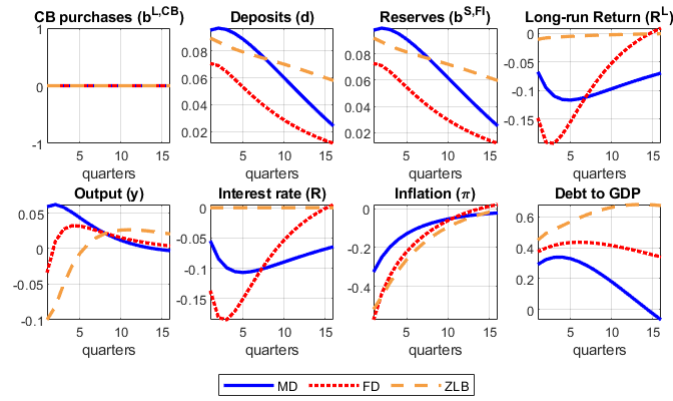 CB purchases (b^L,CB)
1
0
-1
5 10 15
quarters
Deposits (d)
0.08
0.06
0.04
0.02
5 10 15
quarters
Reserves (b^S,FI)
0.08
0.06
0.04
0.02
5 10 15
quarters
Long-run Return (R^L)
0
-0.05
-0.1
-0.15
5 10 15
quarters
Output (y)
0.05
0
-0.05
-0.1
5 10 15
quarters
Interest rate (R)
0
-0.05
-0.1
-0.15
5 10 15
quarters
Inflation (π)
0
-0.2
-0.4
5 10 15
quarters
Debt to GDP
0.6
0.4
0.2
0
5 10 15
quarters
MD FD ZLB